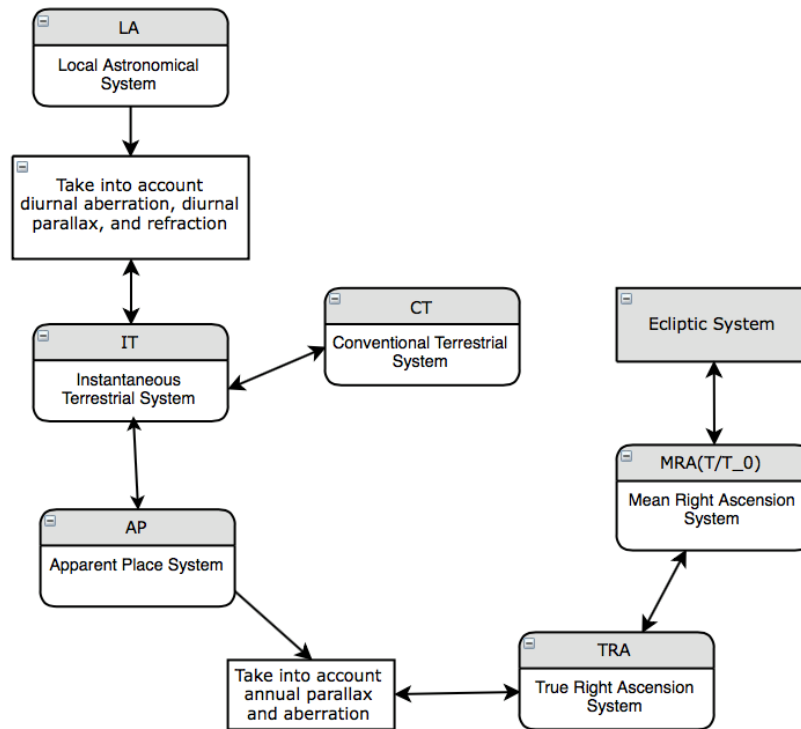 LA
Local Astronomical
System
Take into account
diurnal aberration, diurnal
parallax, and refraction
IT
Instantaneous
Terrestrial System
CT
Conventional Terrestrial
System
Ecliptic System
MRA(T/T_0)
Mean Right Ascension
System
AP
Apparent Place System
Take into account
annual parallax
and aberration
TRA
True Right Ascension
System